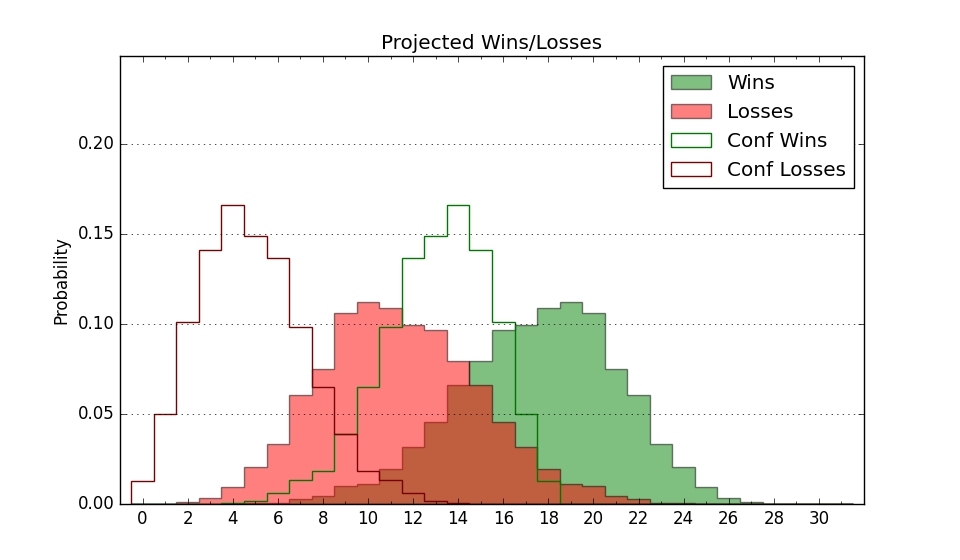 Projected Wins/Losses
Wins
Losses
Conf Wins
Conf Losses
Probability
0.20
0.15
0.10
0.05
0.00
0 2 4 6 8 10 12 14 16 18 20 22 24 26 28 30